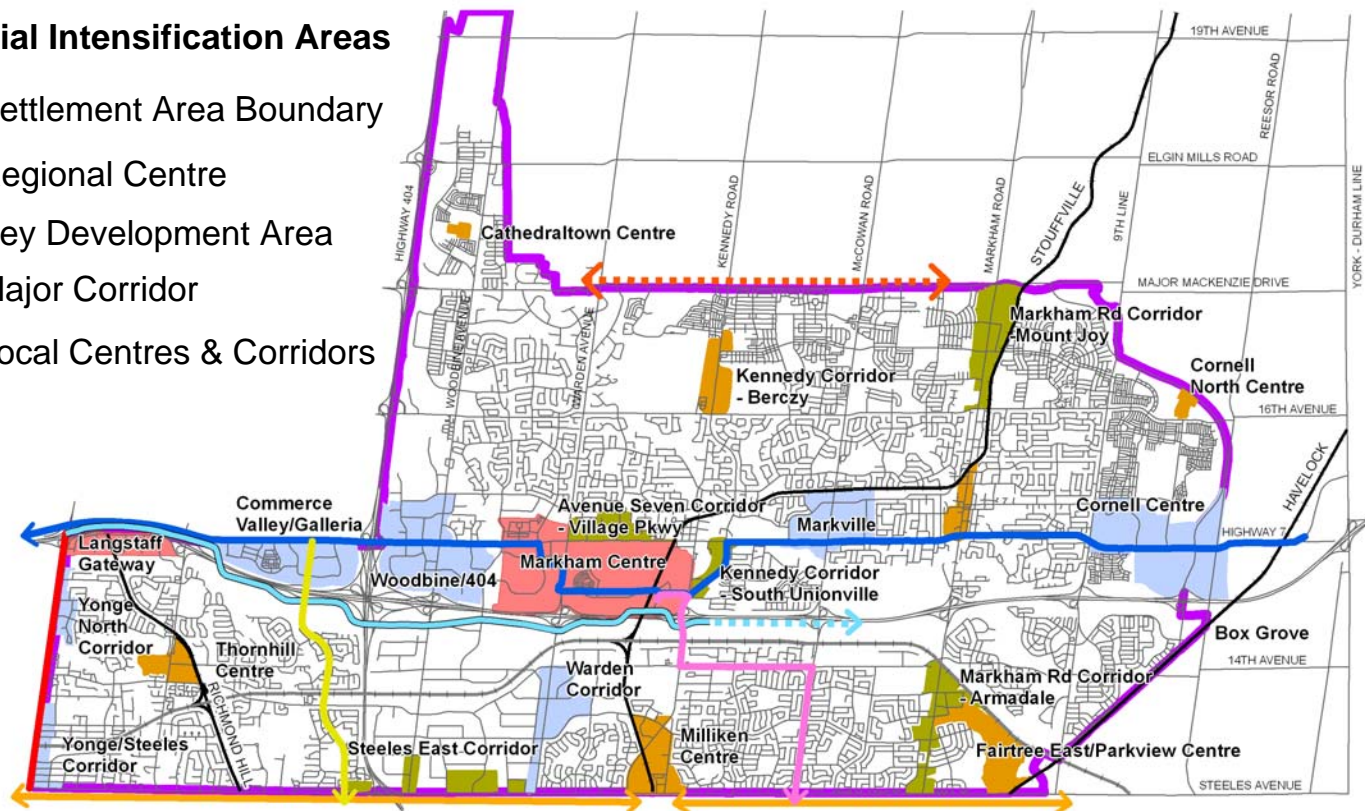 ial Intensification Areas
ettlement Area Boundary
egional Centre
ey Development Area
ajor Corridor
ocal Centres & Corridors
19TH AVENUE
REESOR ROAD
ELGIN MILLS ROAD
YORK - DURHAM LINE
HIGHWAY 404
Cathedraltown Centre
KENNEDY ROAD
McCOWAN ROAD
MARKHAM ROAD
STOUFFVILLE
9TH LINE
MAJOR MACKENZIE DRIVE
WOODBINE AVENUE
WARDEN AVENUE
Markham Rd Corridor
-Mount Joy
Kennedy Corridor
- Berczy
Cornell
North Centre
16TH AVENUE
HAVELOCK
Commerce
Valley/Galleria
Avenue Seven Corridor
- Village Pkwy
Markville
Cornell Centre
HIGHWAY 7
Langstaff
Gateway
Woodbine/404
Markham Centre
Kennedy Corridor
- South Unionville
Yonge
North
Corridor
Thornhill
Centre
Warden
Corridor
Box Grove
14TH AVENUE
Markham Rd Corridor
- Armadale
RICHMOND HILL
Yonge/Steeles
Corridor
Steeles East Corridor
Milliken
Centre
Fairtree East/Parkview Centre
STEELES AVENUE